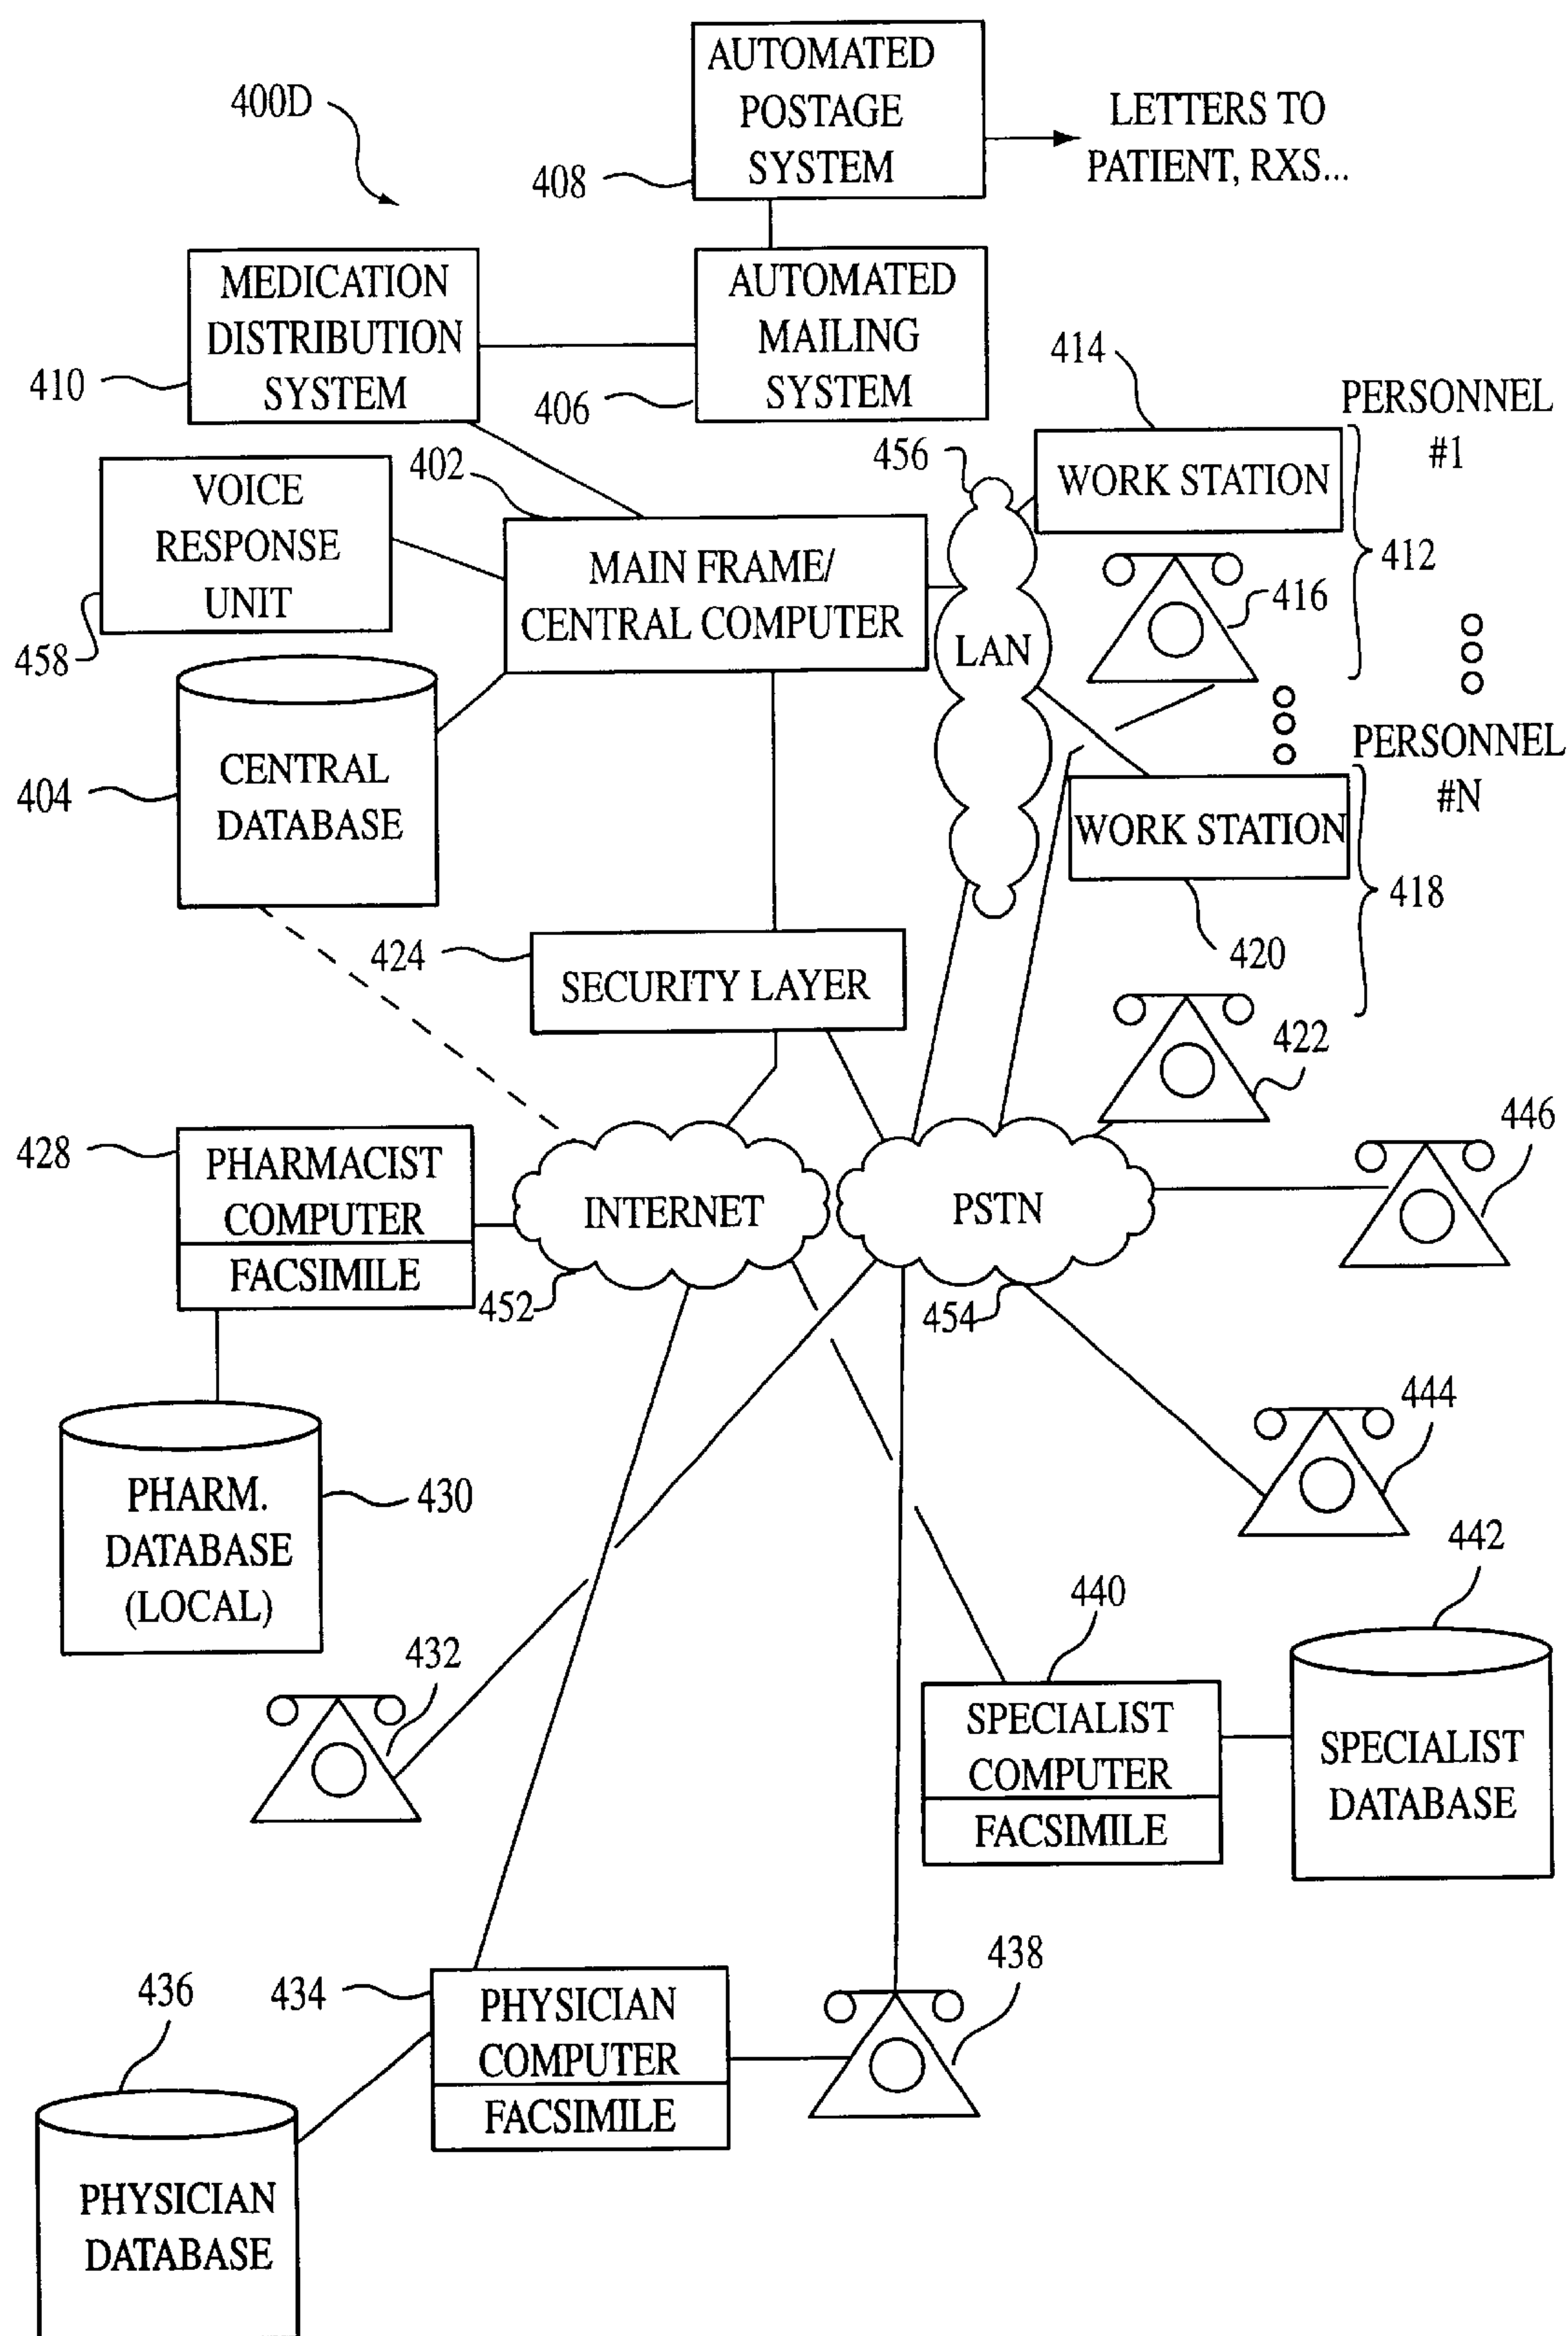 400D
AUTOMATED
POSTAGE
SYSTEM
408
LETTERS TO
PATIENT, RXS...
MEDICATION
DISTRIBUTION
SYSTEM
410
AUTOMATED
MAILING
SYSTEM
406
414
PERSONNEL
#1
456
WORK STATION
412
416
402
VOICE
RESPONSE
UNIT
458
MAIN FRAME/
CENTRAL COMPUTER
LAN
CENTRAL
DATABASE
404
PERSONNEL
#N
WORK STATION
418
420
424
SECURITY LAYER
422
446
428
PHARMACIST
COMPUTER
FACSIMILE
INTERNET
452
PSTN
454
444
PHARM.
DATABASE
(LOCAL)
430
442
440
432
SPECIALIST
COMPUTER
FACSIMILE
SPECIALIST
DATABASE
436
434
PHYSICIAN
COMPUTER
FACSIMILE
438
PHYSICIAN
DATABASE